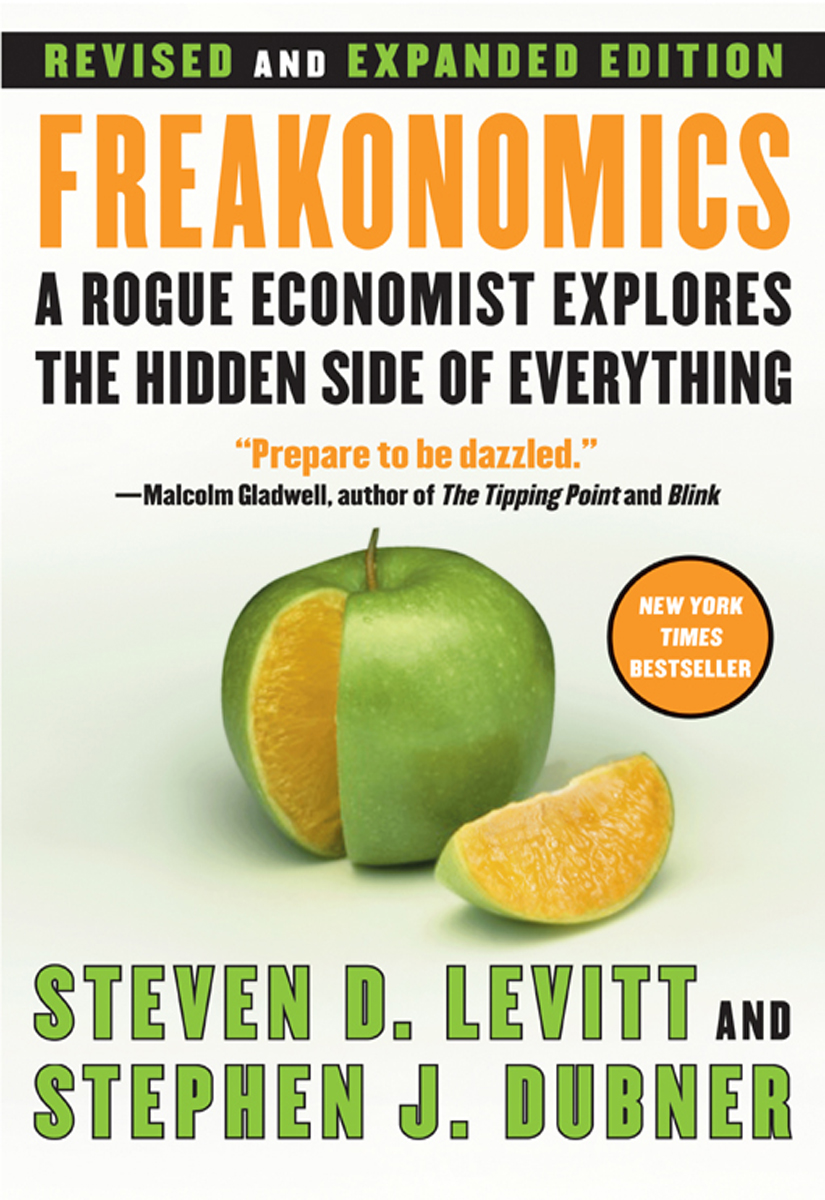 REVISED AND EXPANDED EDITION
FREAKONOMICS
A ROGUE ECONOMIST EXPLORES
THE HIDDEN SIDE OF EVERYTHING
“Prepare to be dazzled.”
—Malcolm Gladwell, author of The Tipping Point and Blink
NEW YORK
TIMES
BESTSELLER
STEVEN D. LEVITT AND
STEPHEN J. DUBNER